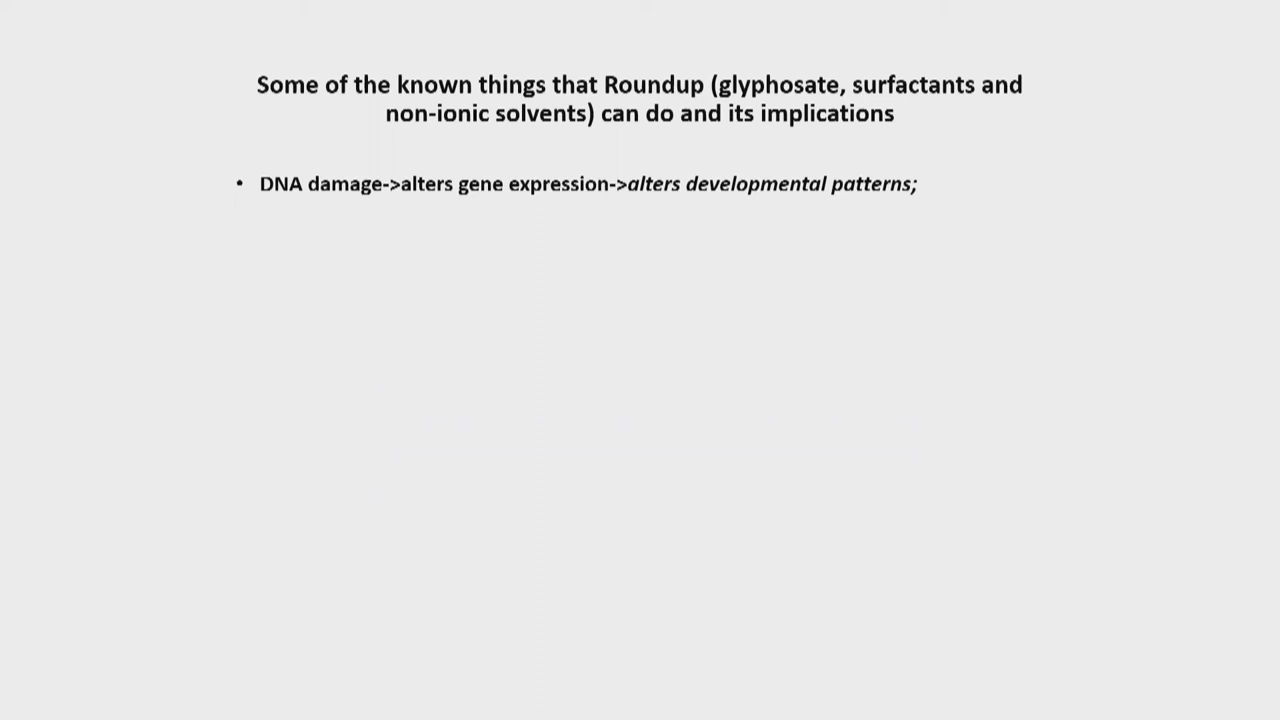 Some of the known things that Roundup (glyphosate, surfactants and
non-ionic solvents) can do and its implications
• DNA damage->alters gene expression->alters developmental patterns;